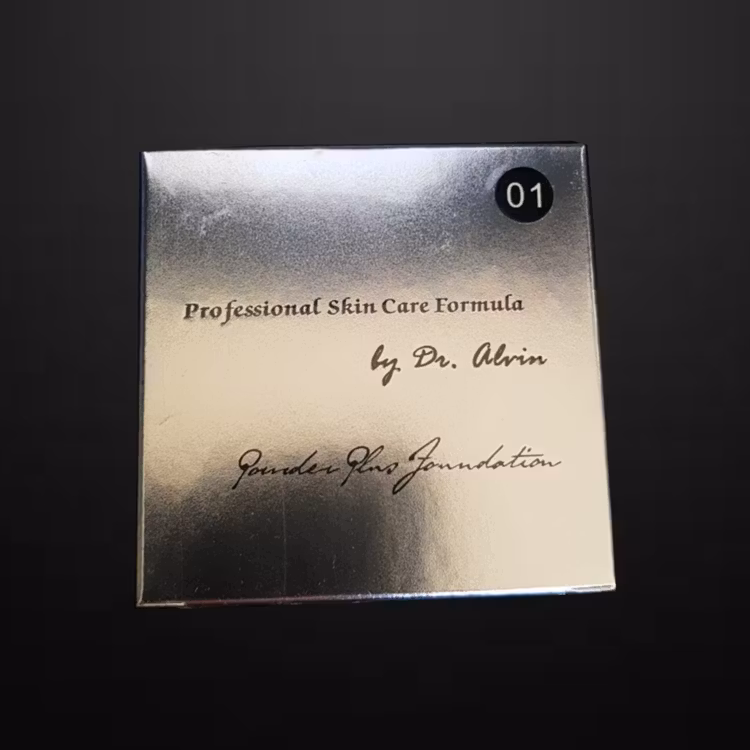 01
Professional Skin Care Formula
by Dr. Alvin
Powder Plus Foundation